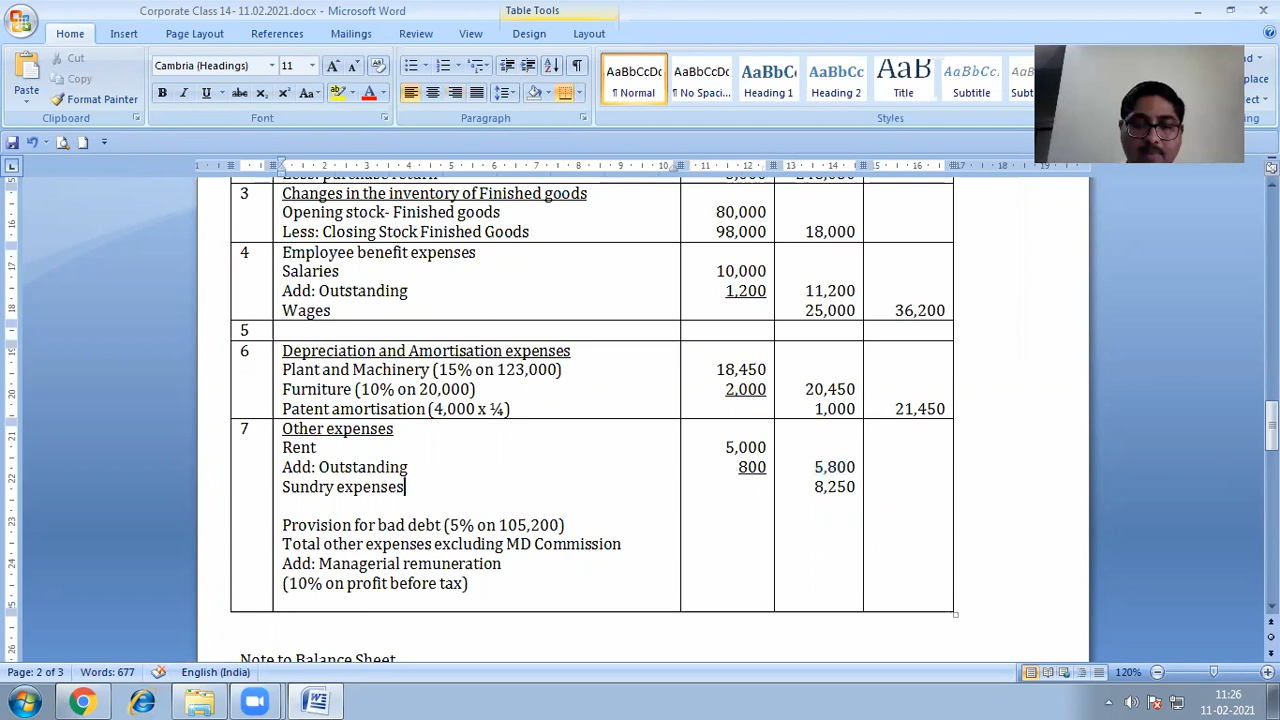 Corporate Class 14- 11.02.2021.docx - Microsoft Word
Table Tools
Home Insert Page Layout References Mailings Review View Design Layout
Cut
Copy
Format Painter
Paste
Clipboard
Cambria (Headings) 11
Font
Paragraph
AaBbCcDc AaBbCcDc AaBbC AaBbCc AaB AaBbCc.
¶ Normal ¶ No Spaci... Heading 1 Heading 2 Title Subtitle
Styles
3 Changes in the inventory of Finished goods
Opening stock- Finished goods 80,000
Less: Closing Stock Finished Goods 98,000 18,000
4 Employee benefit expenses
Salaries 10,000
Add: Outstanding 1,200 11,200
Wages 25,000 36,200
5
6 Depreciation and Amortisation expenses
Plant and Machinery (15% on 123,000) 18,450
Furniture (10% on 20,000) 2,000 20,450
Patent amortisation (4,000 x ¼) 1,000 21,450
7 Other expenses
Rent 5,000
Add: Outstanding 800 5,800
Sundry expenses 8,250
Provision for bad debt (5% on 105,200)
Total other expenses excluding MD Commission
Add: Managerial remuneration
(10% on profit before tax)
Note to Balance Sheet
Page: 2 of 3 Words: 677 English (India) 120%
11:26
11-02-2021